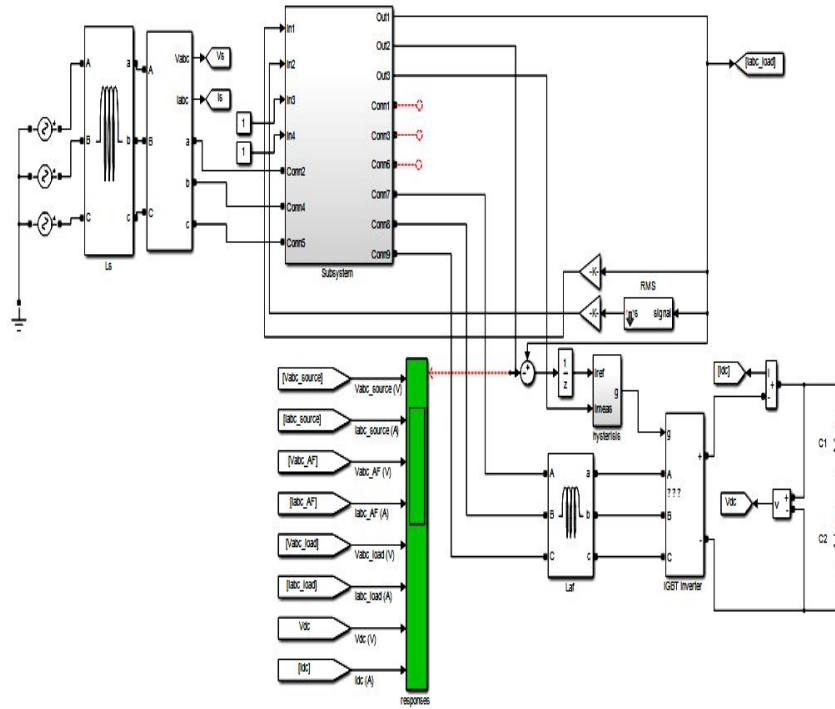 A
B
C
a
b
c
Ls
A
B
C
Vabc
Iabc
a
b
c
Vs
Is
1
1
In1
In2
In3
In4
Conn2
Conn4
Conn5
Out1
Out2
Out3
Conn1
Conn3
Conn6
Conn7
Conn8
Conn9
Subsystem
[Iabc_load]
-K-
-K-
RMS
signal
1
z
Iref
Imeas
g
hysterisis
[Vabc_source]
Vabc_source (V)
[Iabc_source]
Iabc_source (A)
[Vabc_AF]
Vabc_AF (V)
[Iabc_AF]
Iabc_AF (A)
[Vabc_load]
Vabc_load (V)
[Iabc_load]
Iabc_load (A)
Vdc
Vdc (V)
[Idc]
Idc (A)
responses
A
B
C
a
b
c
Laf
g
A
B
C
? ? ?
+
-
IGBT Inverter
[Idc]
i
+
-
Vdc
v
+
-
C1
C2